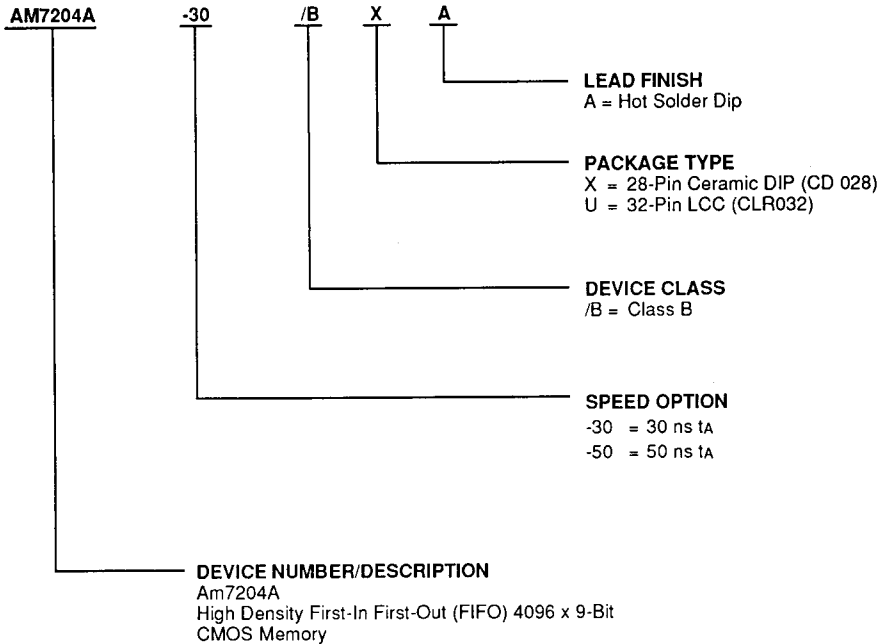 AM7204A -30 /B X A
LEAD FINISH
A = Hot Solder Dip
PACKAGE TYPE
X = 28-Pin Ceramic DIP (CD 028)
U = 32-Pin LCC (CLR032)
DEVICE CLASS
/B = Class B
SPEED OPTION
-30 = 30 ns tA
-50 = 50 ns tA
DEVICE NUMBER/DESCRIPTION
Am7204A
High Density First-In First-Out (FIFO) 4096 x 9-Bit
CMOS Memory